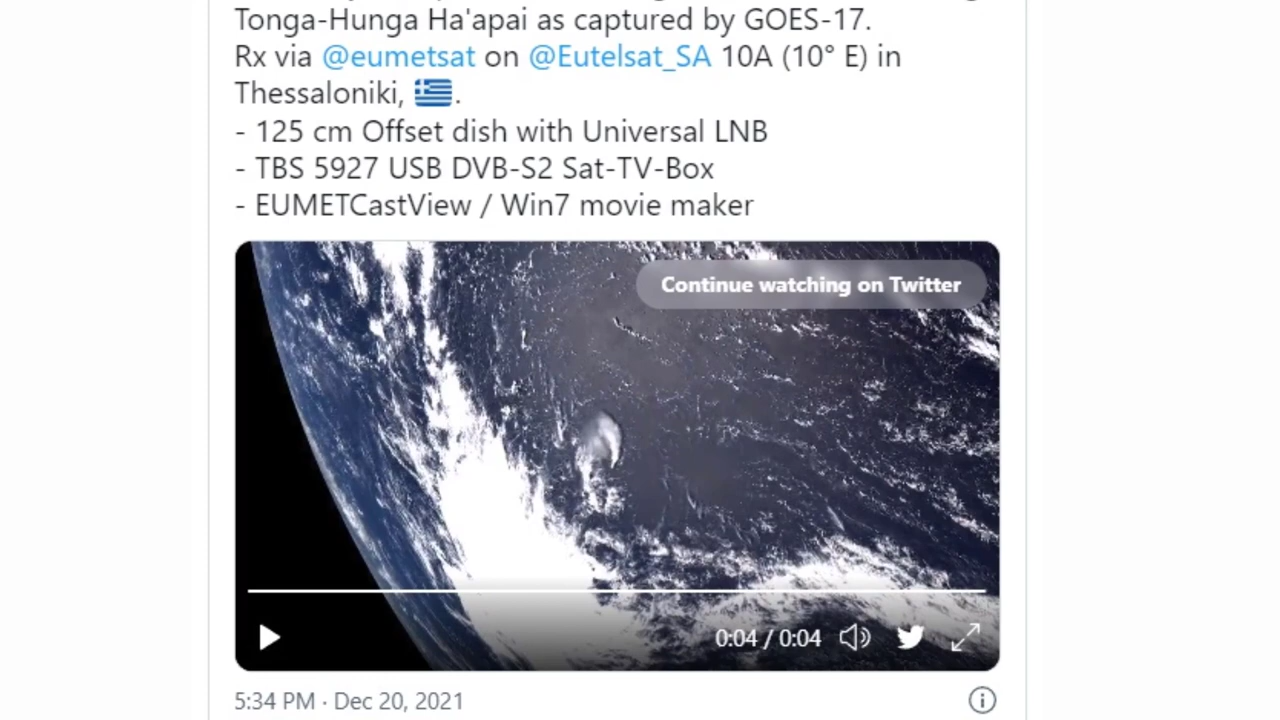 Tonga-Hunga Ha'apai as captured by GOES-17.
Rx via @eumetsat on @Eutelsat_SA 10A (10° E) in
Thessaloniki, 🇬🇷.
- 125 cm Offset dish with Universal LNB
- TBS 5927 USB DVB-S2 Sat-TV-Box
- EUMETCastView / Win7 movie maker
Continue watching on Twitter
0:04 / 0:04
5:34 PM · Dec 20, 2021